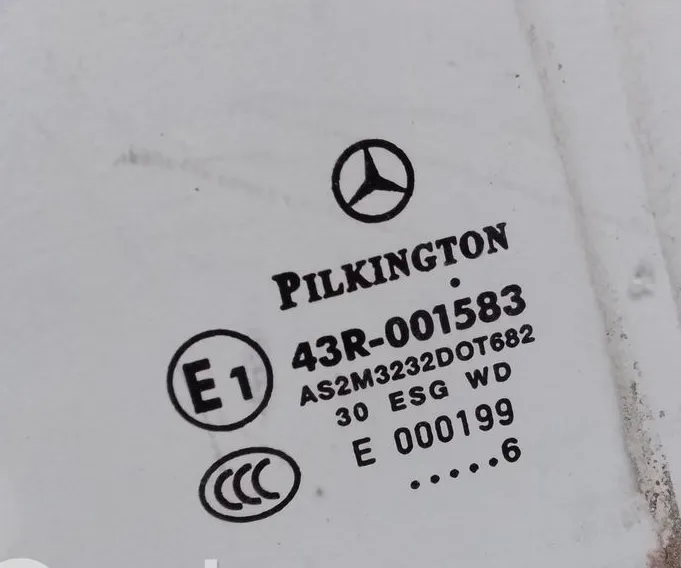 PILKINGTON
.
43R-001583
E1
AS2M3232DOT682
30 ESG WD
E 000199
.....6
CCC